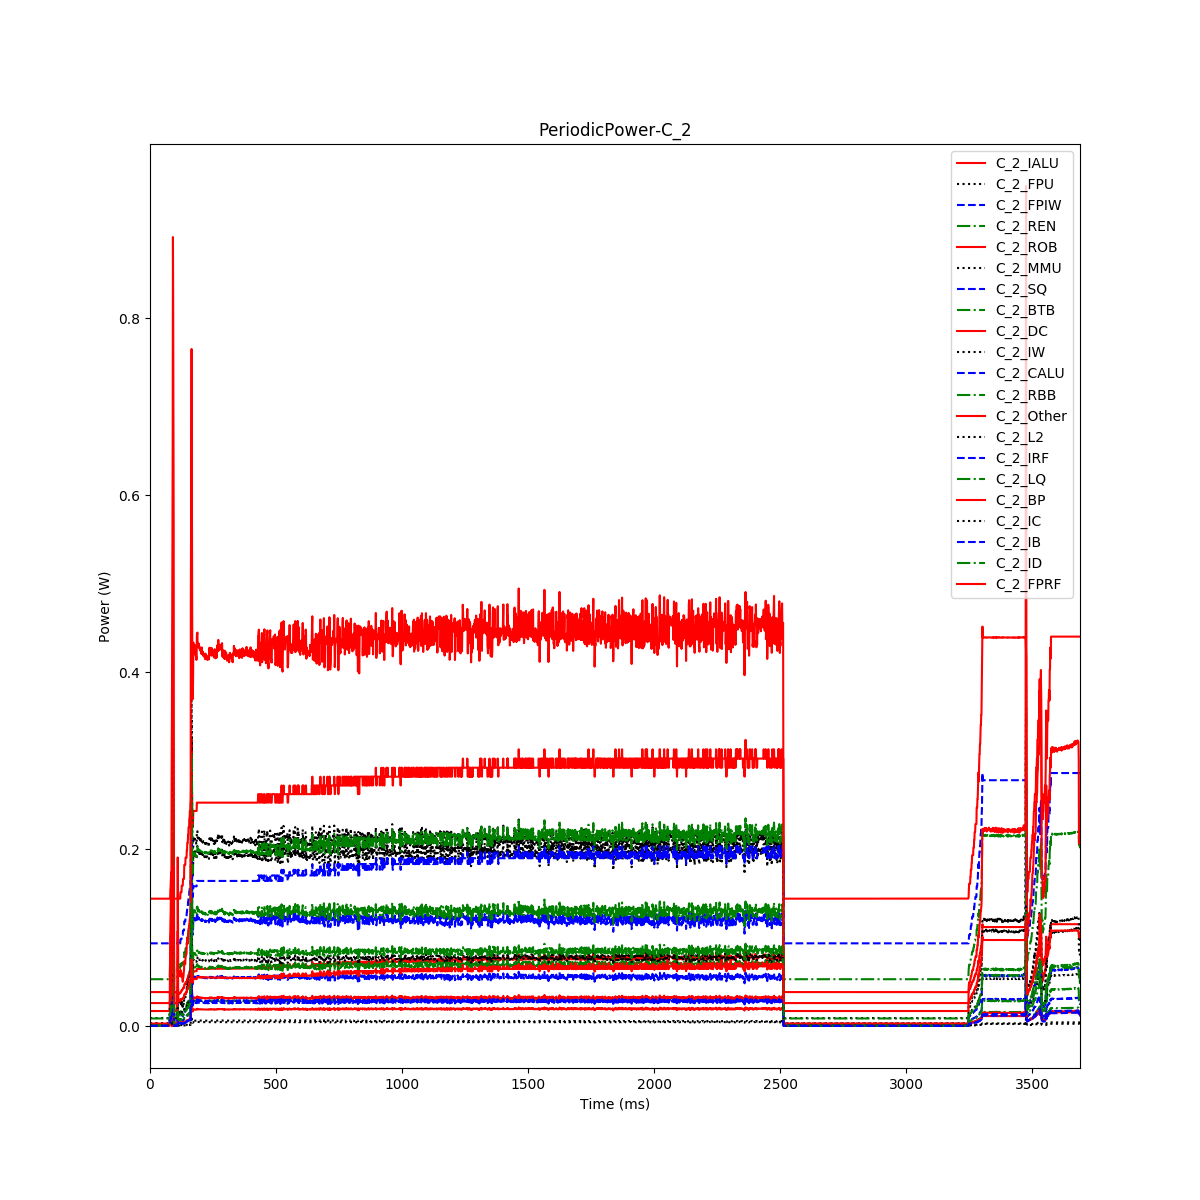 PeriodicPower-C_2
C_2_IALU
C_2_FPU
C_2_FPIW
C_2_REN
C_2_ROB
C_2_MMU
C_2_SQ
C_2_BTB
C_2_DC
C_2_IW
C_2_CALU
C_2_RBB
C_2_Other
C_2_L2
C_2_IRF
C_2_LQ
C_2_BP
C_2_IC
C_2_IB
C_2_ID
C_2_FPRF
Power (W)
0.8
0.6
0.4
0.2
0.0
0 500 1000 1500 2000 2500 3000 3500
Time (ms)